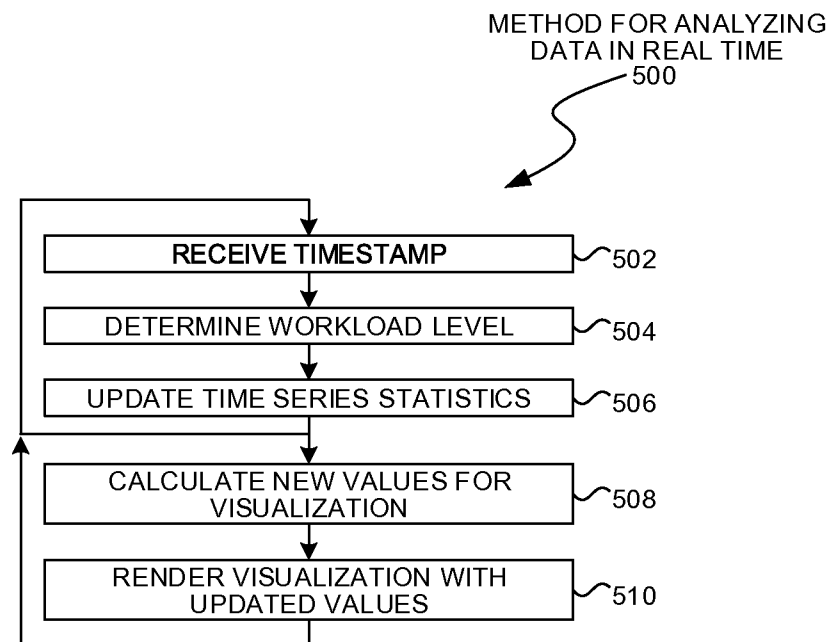 METHOD FOR ANALYZING
DATA IN REAL TIME
500
RECEIVE TIMESTAMP
502
DETERMINE WORKLOAD LEVEL
504
UPDATE TIME SERIES STATISTICS
506
CALCULATE NEW VALUES FOR
VISUALIZATION
508
RENDER VISUALIZATION WITH
UPDATED VALUES
510